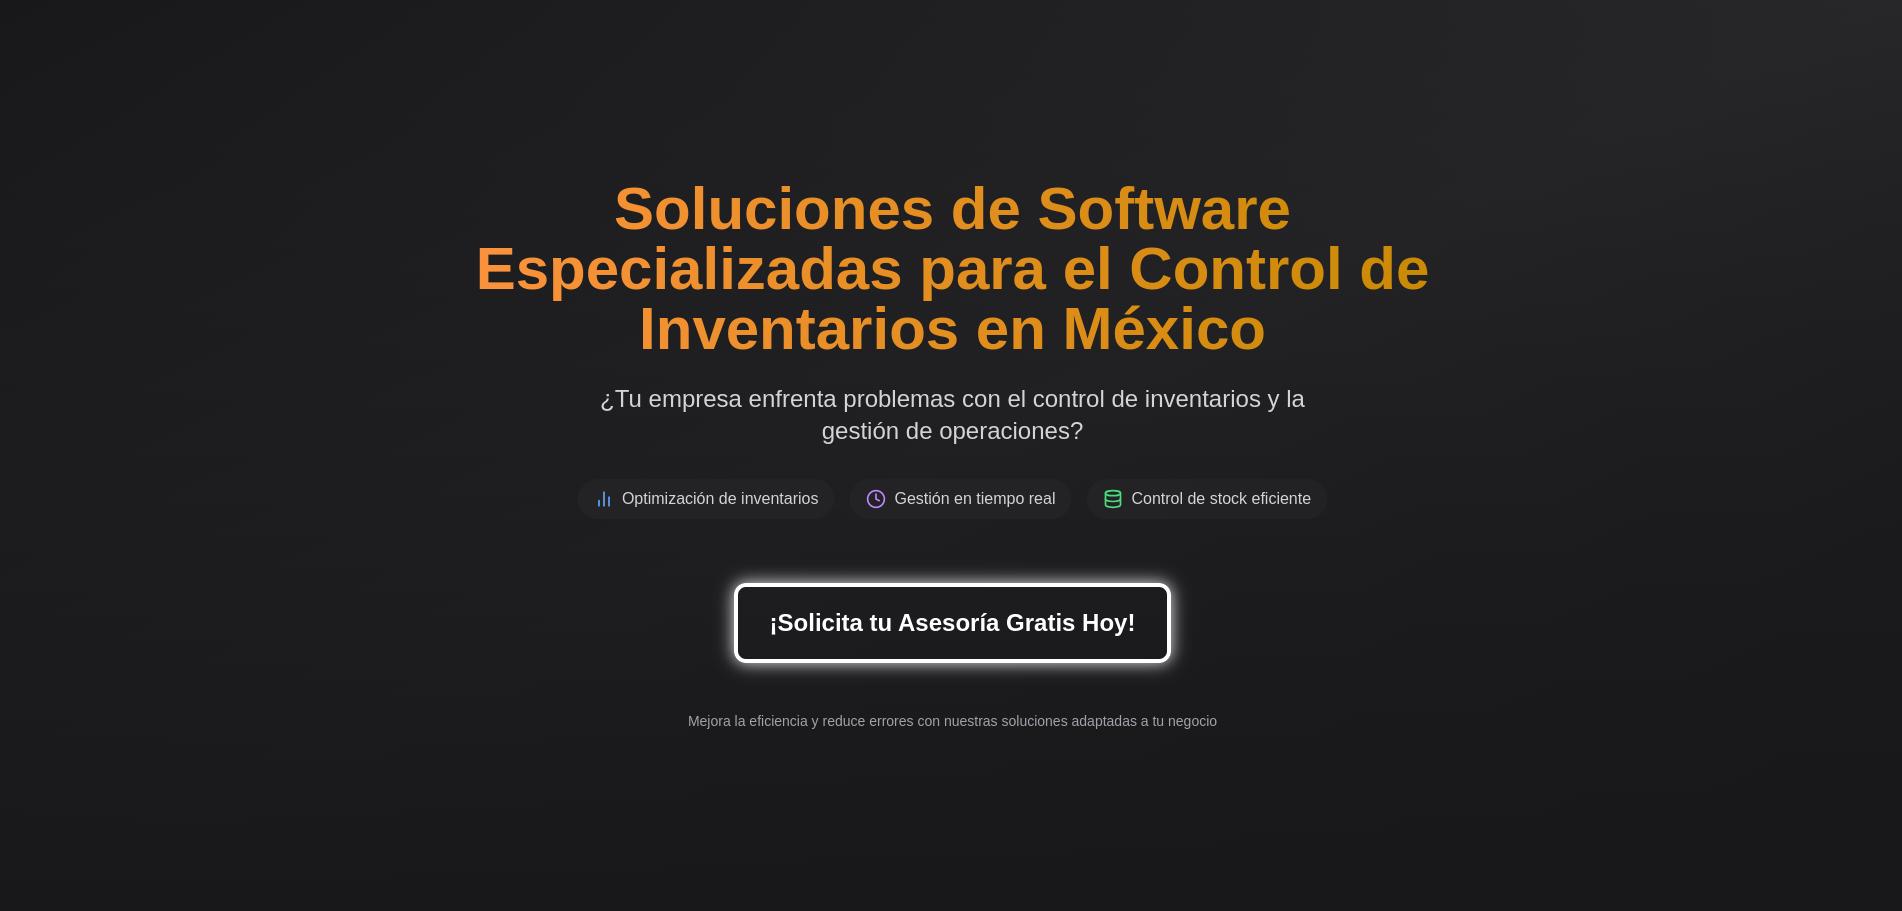 Soluciones de Software
Especializadas para el Control de
Inventarios en México
¿Tu empresa enfrenta problemas con el control de inventarios y la
gestión de operaciones?
Optimización de inventarios
Gestión en tiempo real
Control de stock eficiente
¡Solicita tu Asesoría Gratis Hoy!
Mejora la eficiencia y reduce errores con nuestras soluciones adaptadas a tu negocio